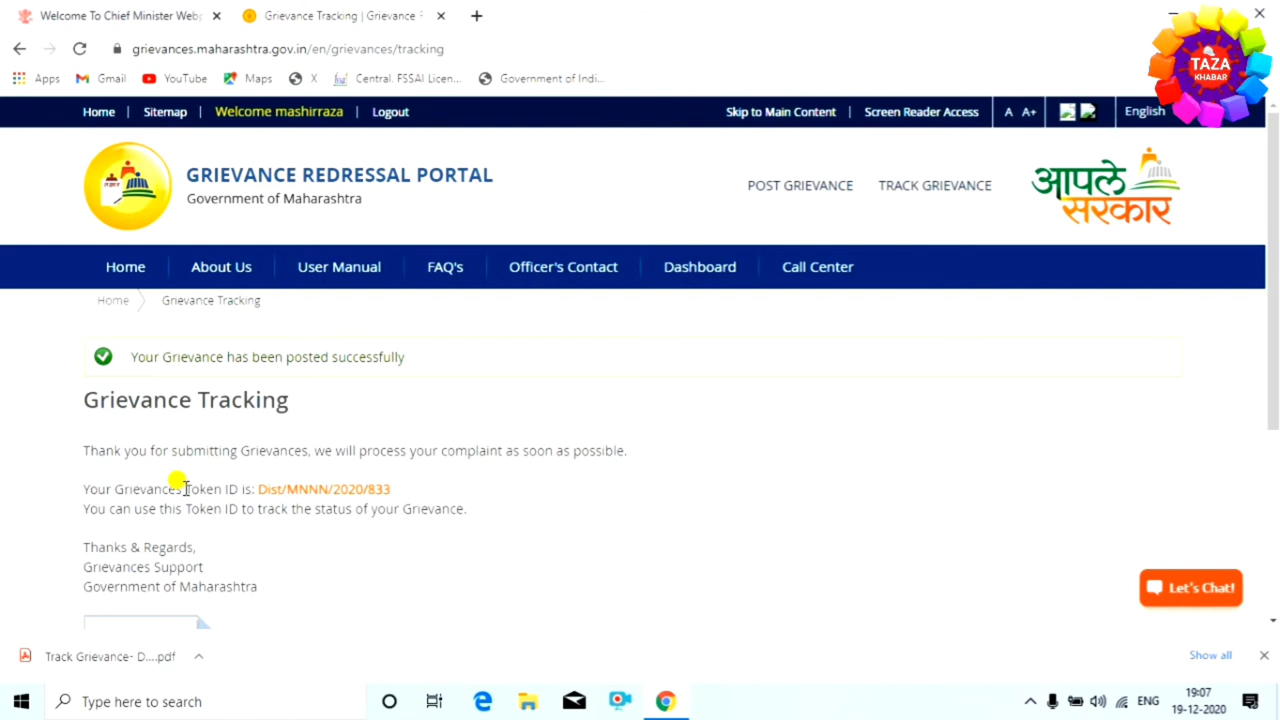 Welcome To Chief Minister Web
Grievance Tracking | Grievance
grievances.maharashtra.gov.in/en/grievances/tracking
Apps Gmail YouTube Maps X Central. FSSAI Licen... Government of Indi...
TAZA
KHABAR
Home | Sitemap | Welcome mashirraza | Logout
Skip to Main Content | Screen Reader Access A A+ English
GRIEVANCE REDRESSAL PORTAL
Government of Maharashtra
POST GRIEVANCE TRACK GRIEVANCE
आपले
सरकार
Home About Us User Manual FAQ's Officer's Contact Dashboard Call Center
Home Grievance Tracking
Your Grievance has been posted successfully
Grievance Tracking
Thank you for submitting Grievances, we will process your complaint as soon as possible.
Your Grievances Token ID is: Dist/MNNN/2020/833
You can use this Token ID to track the status of your Grievance.
Thanks & Regards,
Grievances Support
Government of Maharashtra
Let's Chat!
Track Grievance- D....pdf
Show all
Type here to search
ENG
19:07
19-12-2020